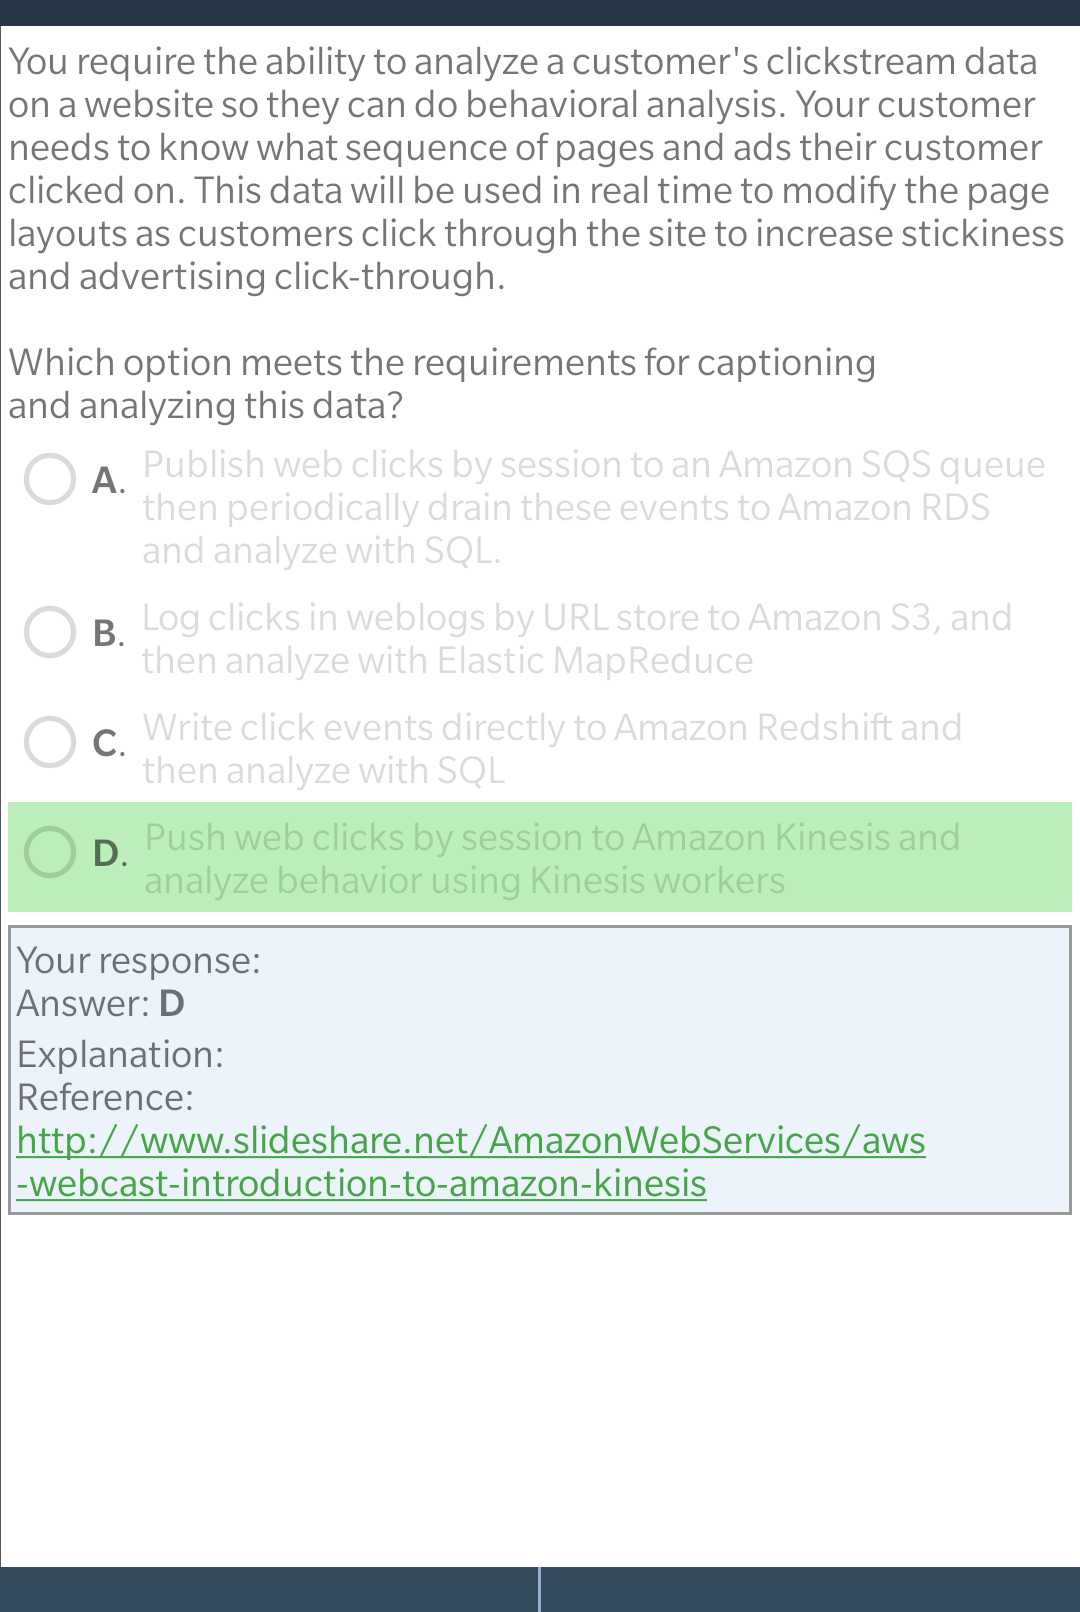 You require the ability to analyze a customer's clickstream data
on a website so they can do behavioral analysis. Your customer
needs to know what sequence of pages and ads their customer
clicked on. This data will be used in real time to modify the page
layouts as customers click through the site to increase stickiness
and advertising click-through.
Which option meets the requirements for captioning
and analyzing this data?
A. Publish web clicks by session to an Amazon SQS queue
then periodically drain these events to Amazon RDS
and analyze with SQL.
B. Log clicks in weblogs by URL store to Amazon S3, and
then analyze with Elastic MapReduce
C. Write click events directly to Amazon Redshift and
then analyze with SQL
D. Push web clicks by session to Amazon Kinesis and
analyze behavior using Kinesis workers
Your response:
Answer: D
Explanation:
Reference:
http://www.slideshare.net/AmazonWebServices/aws
-webcast-introduction-to-amazon-kinesis